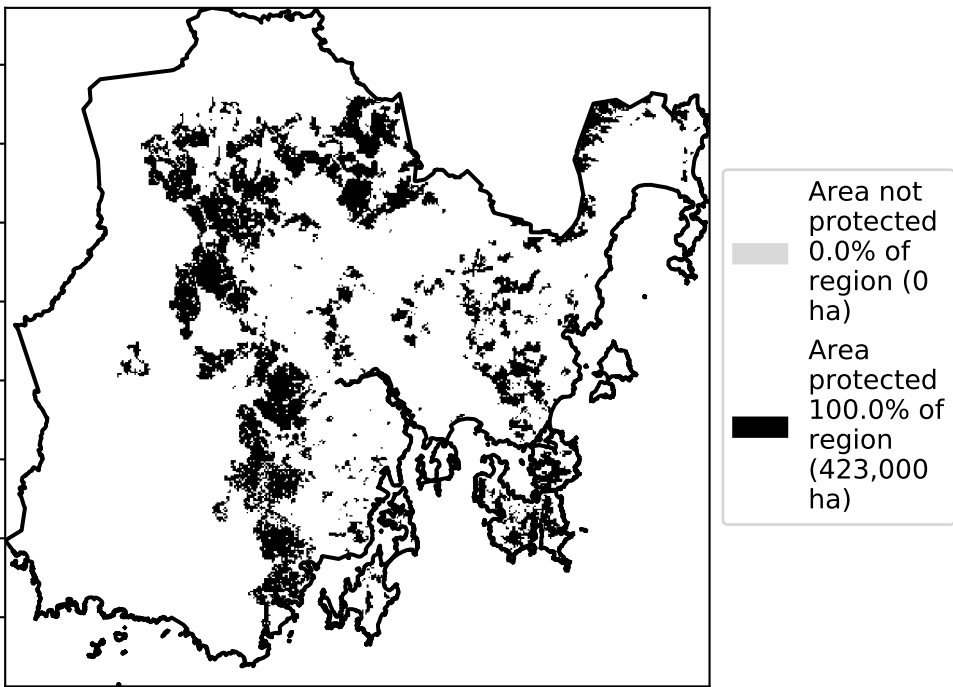 Area not
protected
0.0% of
region (0
ha)
Area
protected
100.0% of
region
(423,000
ha)